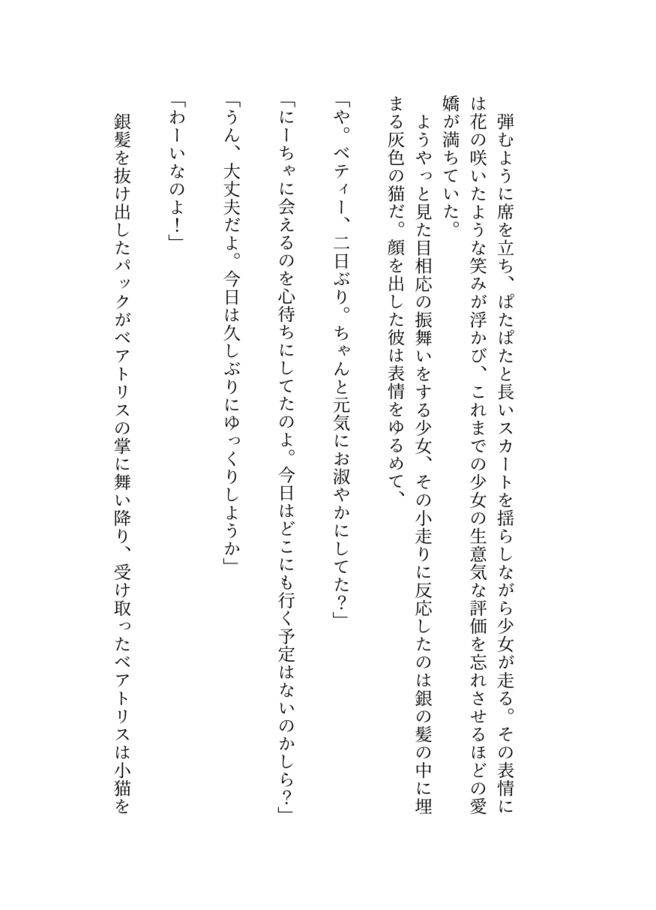 弾むように席を立ち、ぱたぱたと長いスカートを揺らしながら少女が走る。その表情に
は花の咲いたような笑みが浮かび、これまでの少女の生意気な評価を忘れさせるほどの愛
嬌が満ちていた。
ようやっと見た目相応の振舞いをする少女、その小走りに反応したのは銀の髪の中に埋
まる灰色の猫だ。顔を出した彼は表情をゆるめて、
「や。ベティー、二日ぶり。ちゃんと元気にお淑やかにしてた?」
「にーちゃに会えるのを心待ちにしてたのよ。今日はどこにも行く予定はないのかしら?」
「うん、大丈夫だよ。今日は久しぶりにゆっくりしようか」
「わーいなのよ!」
銀髪を抜け出したパックがベアトリスの掌に舞い降り、受け取ったベアトリスは小猫を